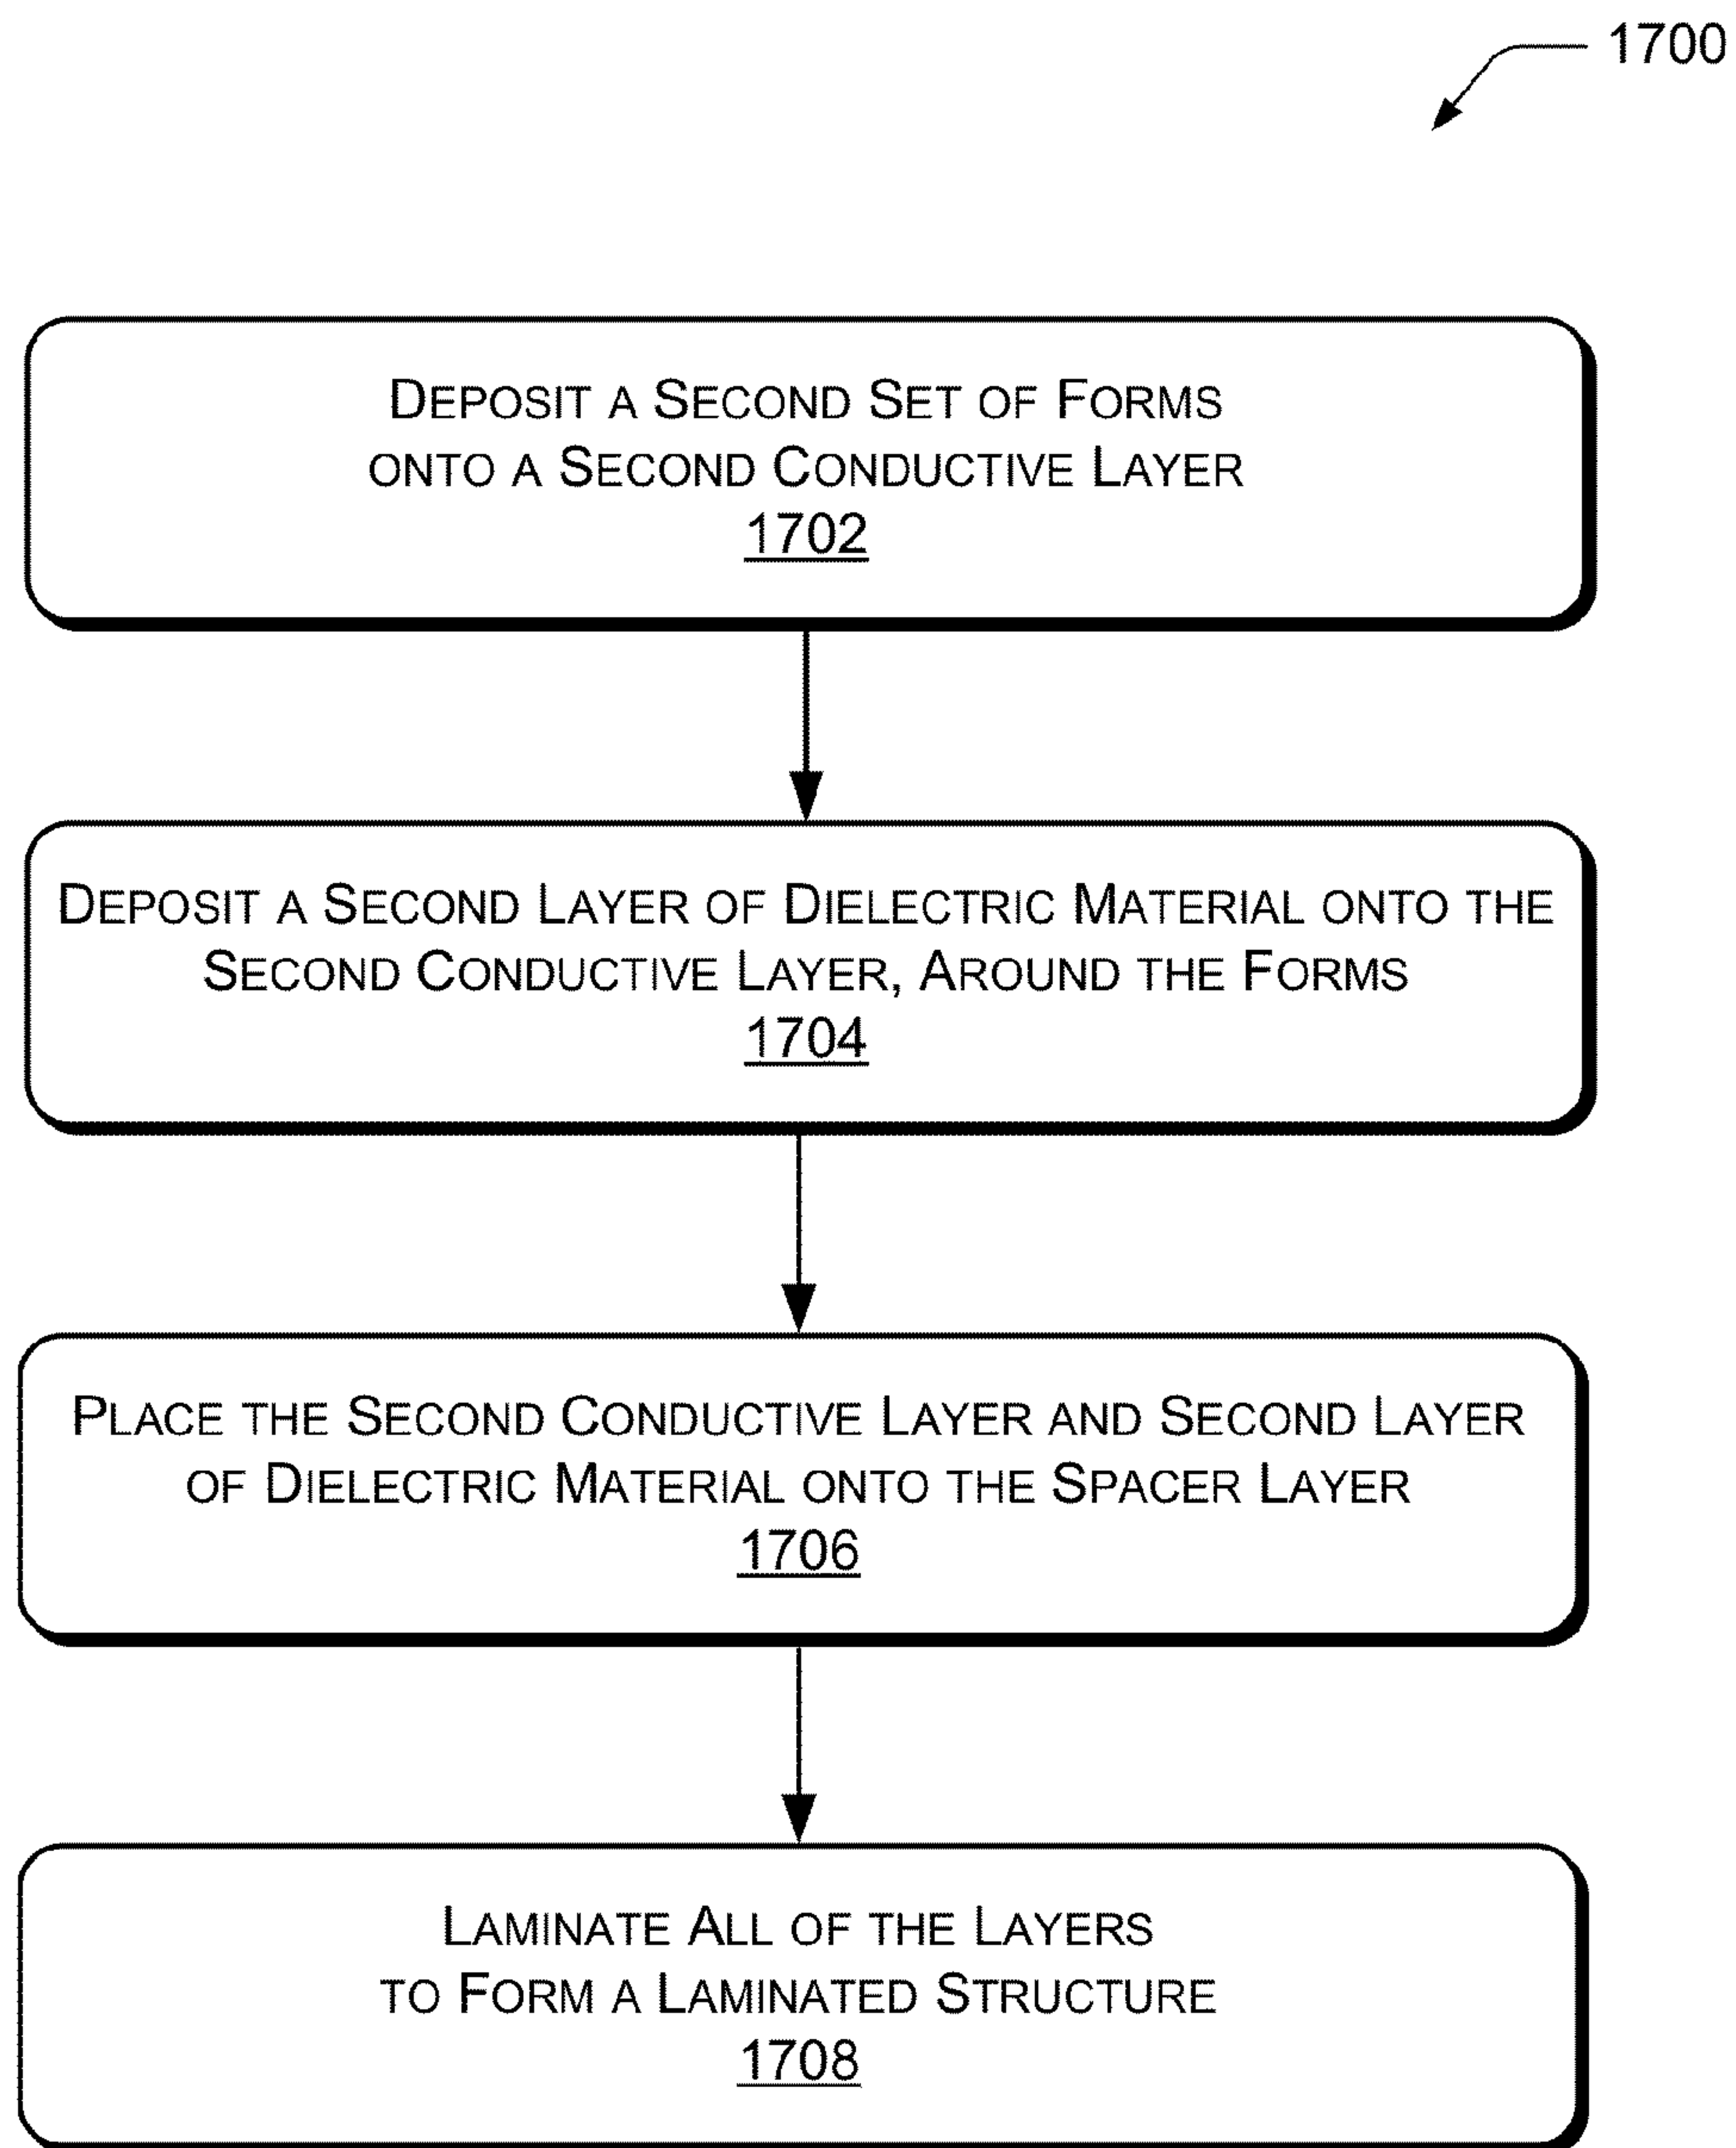 1700
DEPOSIT A SECOND SET OF FORMS
ONTO A SECOND CONDUCTIVE LAYER
1702
DEPOSIT A SECOND LAYER OF DIELECTRIC MATERIAL ONTO THE
SECOND CONDUCTIVE LAYER, AROUND THE FORMS
1704
PLACE THE SECOND CONDUCTIVE LAYER AND SECOND LAYER
OF DIELECTRIC MATERIAL ONTO THE SPACER LAYER
1706
LAMINATE ALL OF THE LAYERS
TO FORM A LAMINATED STRUCTURE
1708